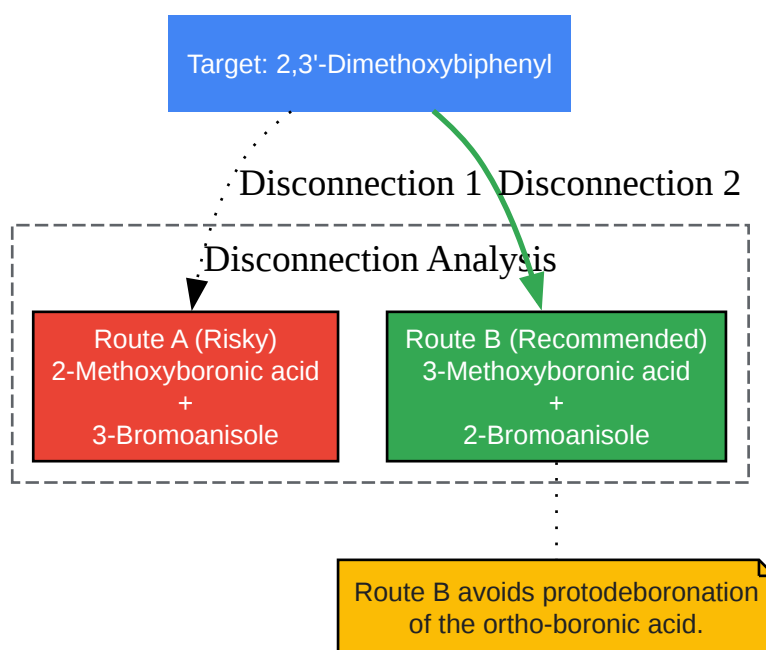 Target: 2,3'-Dimethoxybiphenyl
Disconnection 1
Disconnection 2
Disconnection Analysis
Route A (Risky)
2-Methoxyboronic acid
+
3-Bromoanisole
Route B (Recommended)
3-Methoxyboronic acid
+
2-Bromoanisole
Route B avoids protodeboronation
of the ortho-boronic acid.